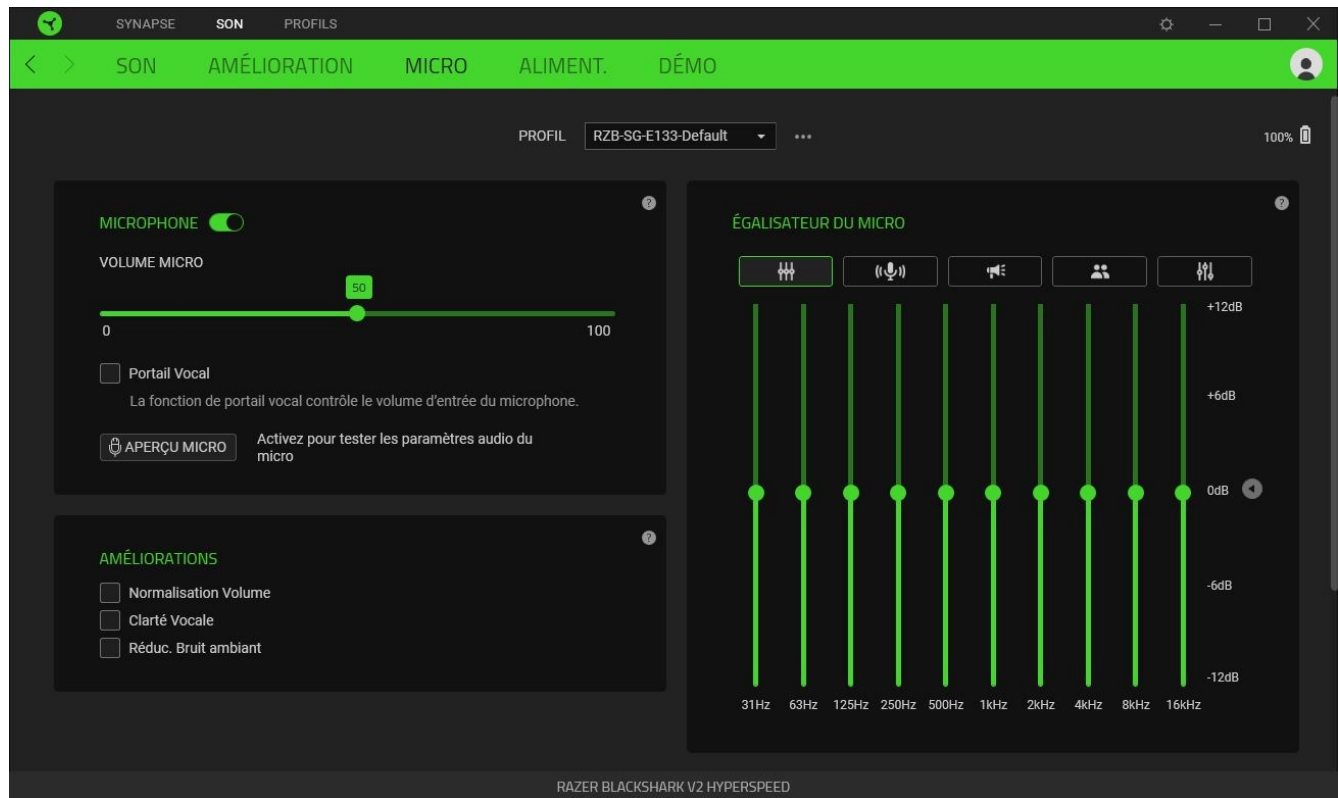 SYNAPSE SON PROFILS
SON AMÉLIORATION MICRO ALIMENT. DÉMO
PROFIL RZB-SG-E133-Default 100%
MICROPHONE
VOLUME MICRO
50
0 100
Portail Vocal
La fonction de portail vocal contrôle le volume d'entrée du microphone.
APERÇU MICRO
Activez pour tester les paramètres audio du
micro
AMÉLIORATIONS
Normalisation Volume
Clarté Vocale
Réduc. Bruit ambiant
ÉGALISATEUR DU MICRO
+12dB
+6dB
0dB
-6dB
-12dB
31Hz 63Hz 125Hz 250Hz 500Hz 1kHz 2kHz 4kHz 8kHz 16kHz
RAZER BLACKSHARK V2 HYPERSPEED